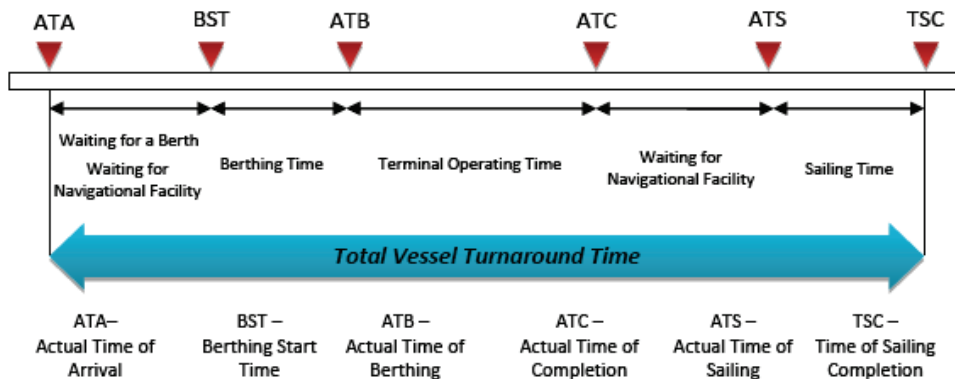 ATA BST ATB ATC ATS TSC
Waiting for a Berth
Waiting for
Navigational Facility
Berthing Time
Terminal Operating Time
Waiting for
Navigational Facility
Sailing Time
Total Vessel Turnaround Time
ATA–
Actual Time of
Arrival
BST –
Berthing Start
Time
ATB –
Actual Time of
Berthing
ATC –
Actual Time of
Completion
ATS –
Actual Time of
Sailing
TSC –
Time of Sailing
Completion